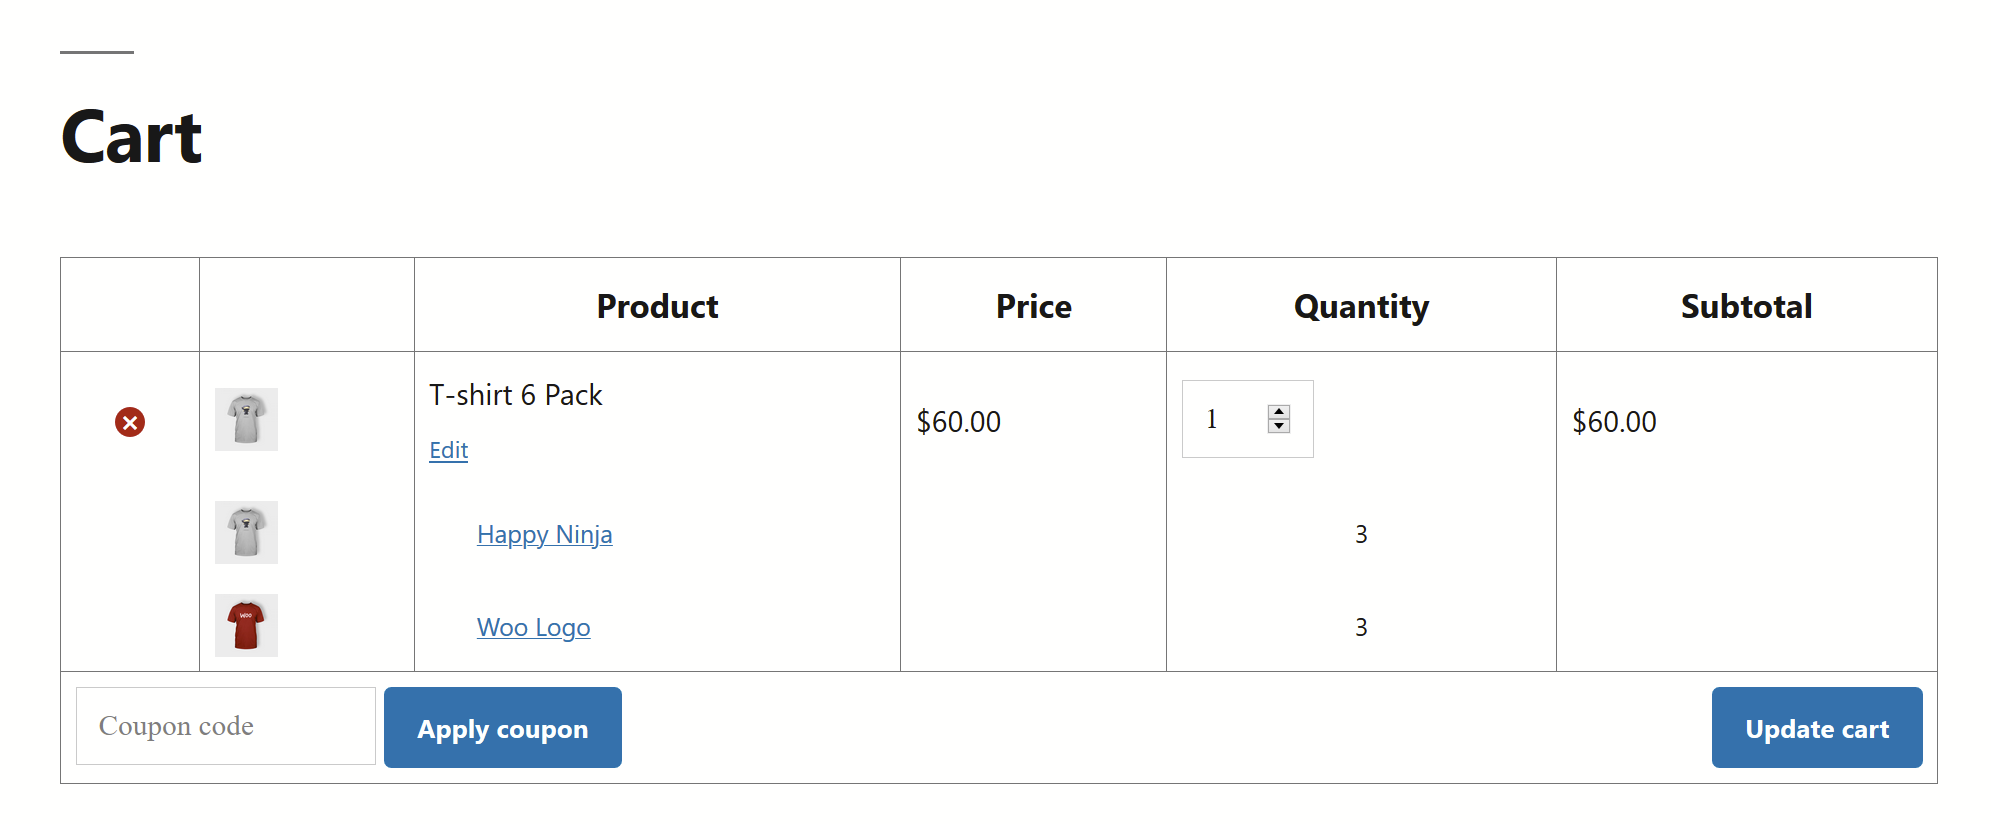 Cart
Product Price Quantity Subtotal
T-shirt 6 Pack
$60.00 1 $60.00
Edit
Happy Ninja 3
Woo
Woo Logo 3
Coupon code Apply coupon Update cart